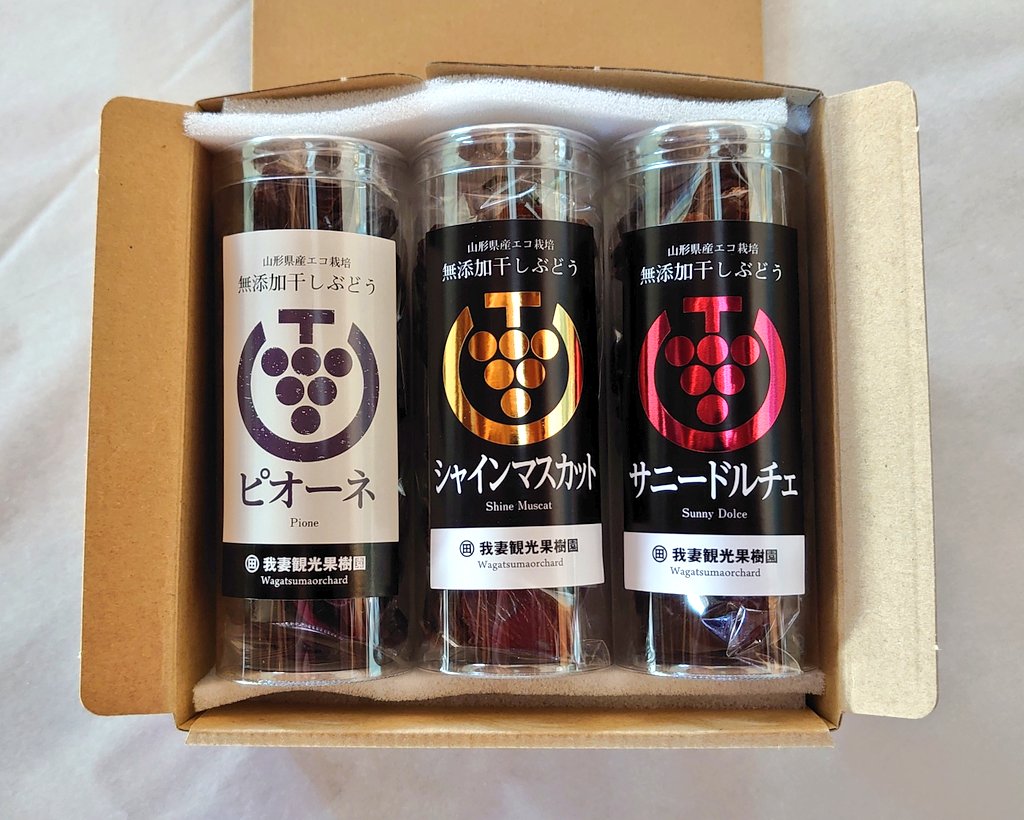 山形県産エコ栽培
無添加干しぶどう
ピオーネ
Pione
田 我妻観光果樹園
Wagatsumaorchard
山形県産エコ栽培
無添加干しぶどう
シャインマスカット
Shine Muscat
田 我妻観光果樹園
Wagatsumaorchard
山形県産エコ栽培
無添加干しぶどう
サニードルチェ
Sunny Dolce
田 我妻観光果樹園
Wagatsumaorchard